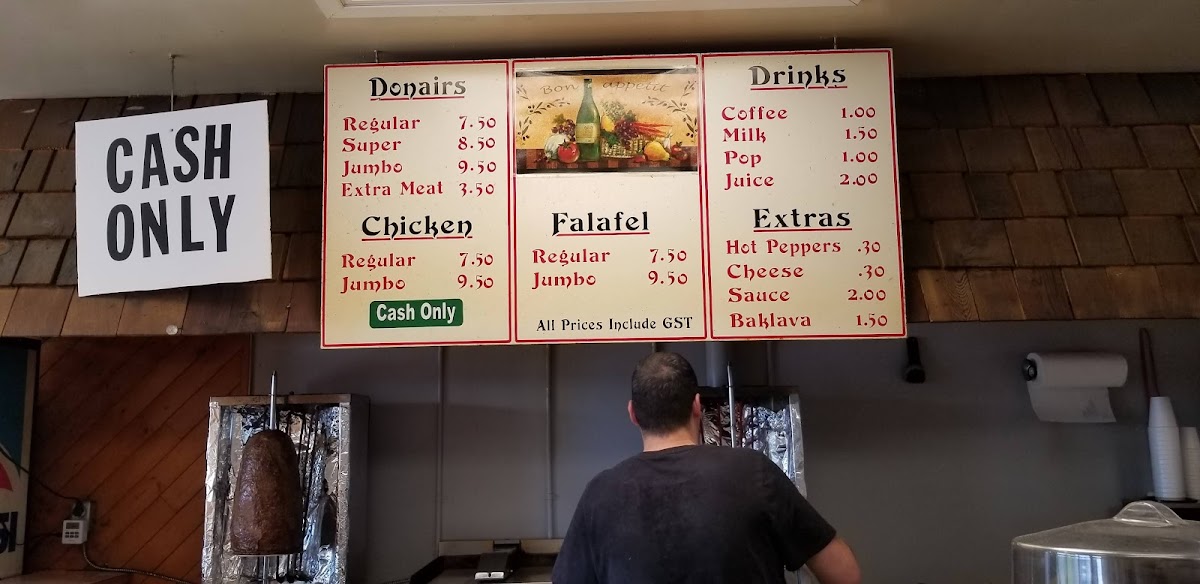 CASH
ONLY
Donairs
Regular 7.50
Super 8.50
Jumbo 9.50
Extra Meat 3.50
Chicken
Regular 7.50
Jumbo 9.50
Cash Only
Bon appetit
Falafel
Regular 7.50
Jumbo 9.50
All Prices Include GST
Drinks
Coffee 1.00
Milk 1.50
Pop 1.00
Juice 2.00
Extras
Hot Peppers .30
Cheese .30
Sauce 2.00
Baklava 1.50